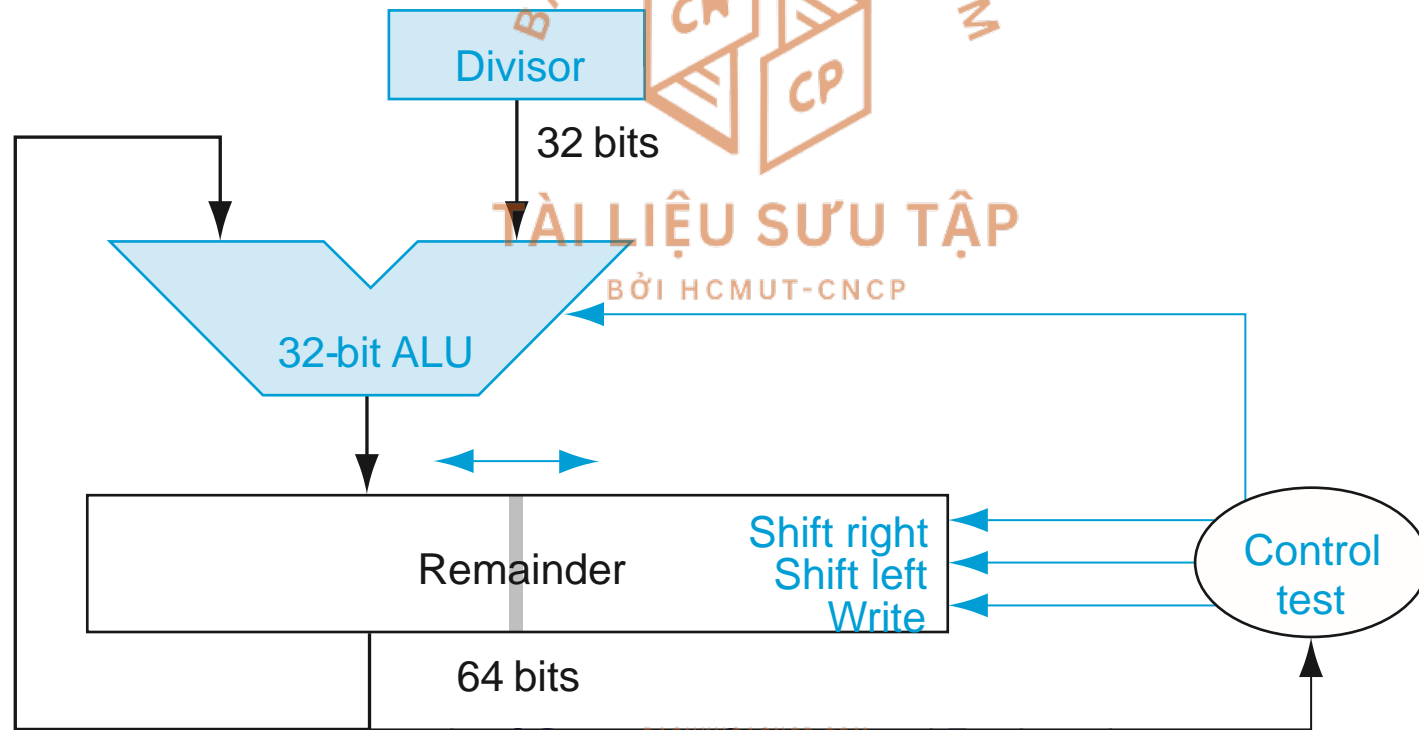 CP
Divisor
32 bits
TÀI LIỆU SƯU TẬP
BỞI HCMUT-CNCP
32-bit ALU
Remainder
Shift right
Shift left
Write
Control
test
64 bits